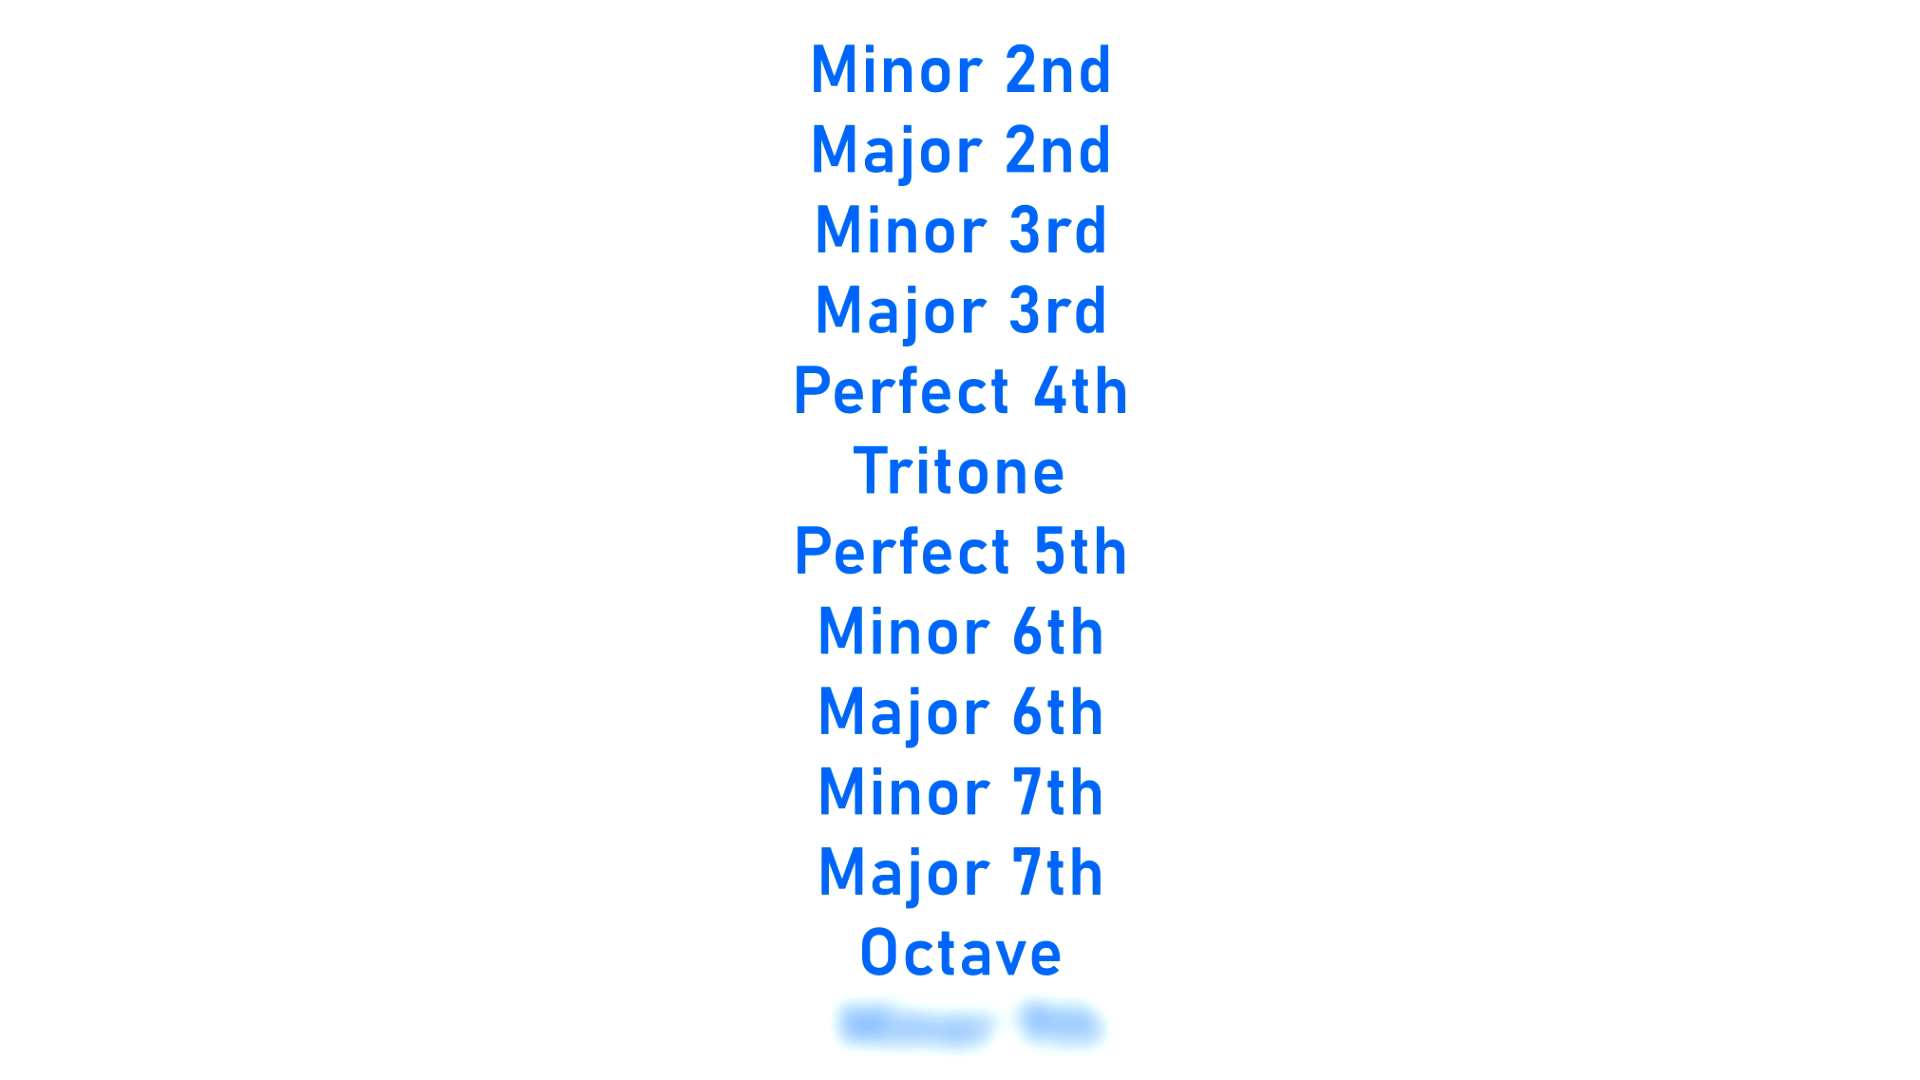 Minor 2nd
Major 2nd
Minor 3rd
Major 3rd
Perfect 4th
Tritone
Perfect 5th
Minor 6th
Major 6th
Minor 7th
Major 7th
Octave